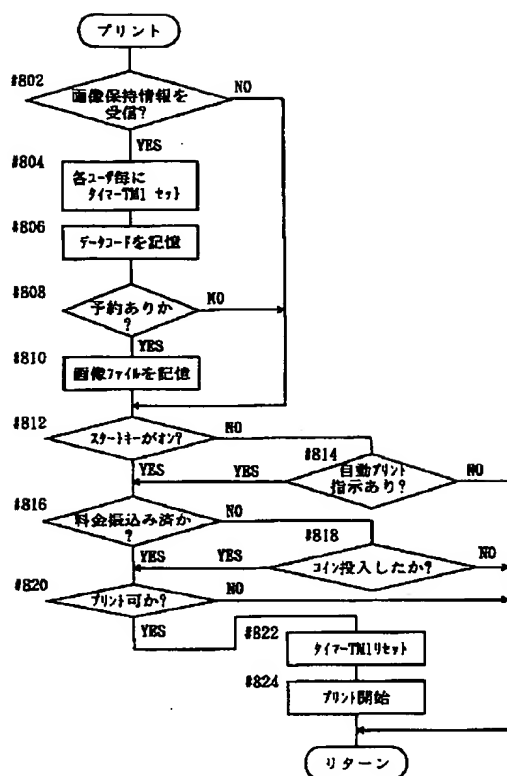 プリント
#802
画像保持情報を
受信?
NO
YES
#804
各ユーザ毎に
タイマーTM1 セット
#806
データコードを記憶
#808
予約ありか
?
NO
YES
#810
画像ファイルを記憶
#812
スタートキーがオン?
NO
YES
#814
自動プリント
指示あり?
YES
NO
#816
料金振込み済か
?
NO
YES
#818
コイン投入したか?
YES
NO
#820
プリント可か?
NO
YES
#822
タイマーTM1リセット
#824
プリント開始
リターン